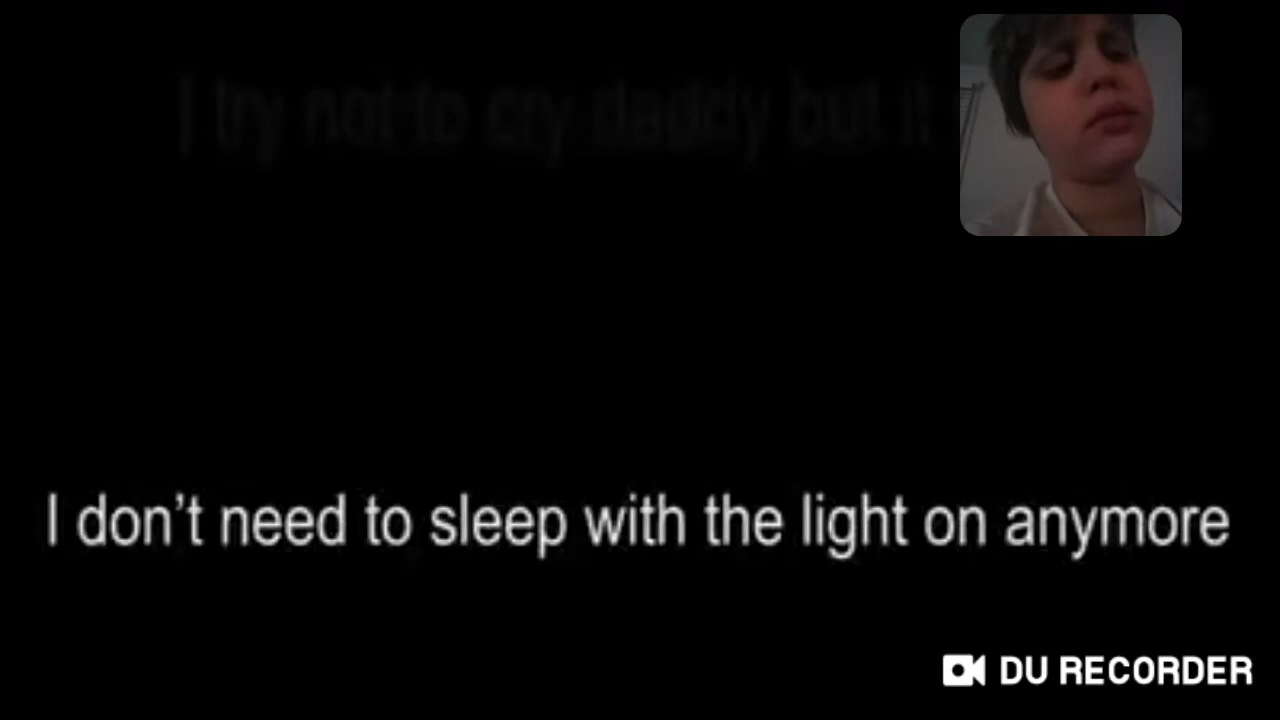 I try not to cry daddy but it
I don't need to sleep with the light on anymore
DU RECORDER